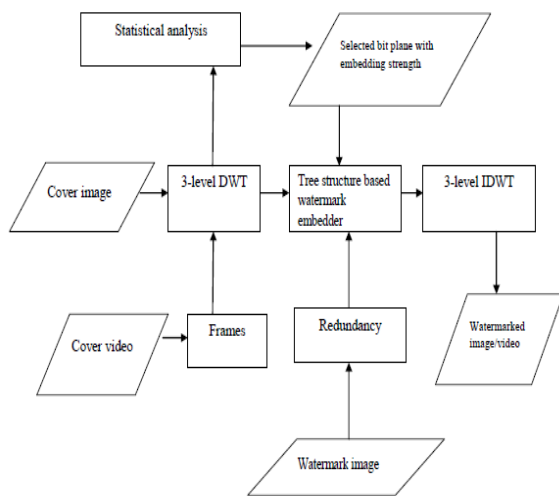 Statistical analysis
Selected bit plane with
embedding strength
Cover image
3-level DWT
Tree structure based
watermark
embedder
3-level IDWT
Cover video
Frames
Redundancy
Watermarked
image/video
Watermark image